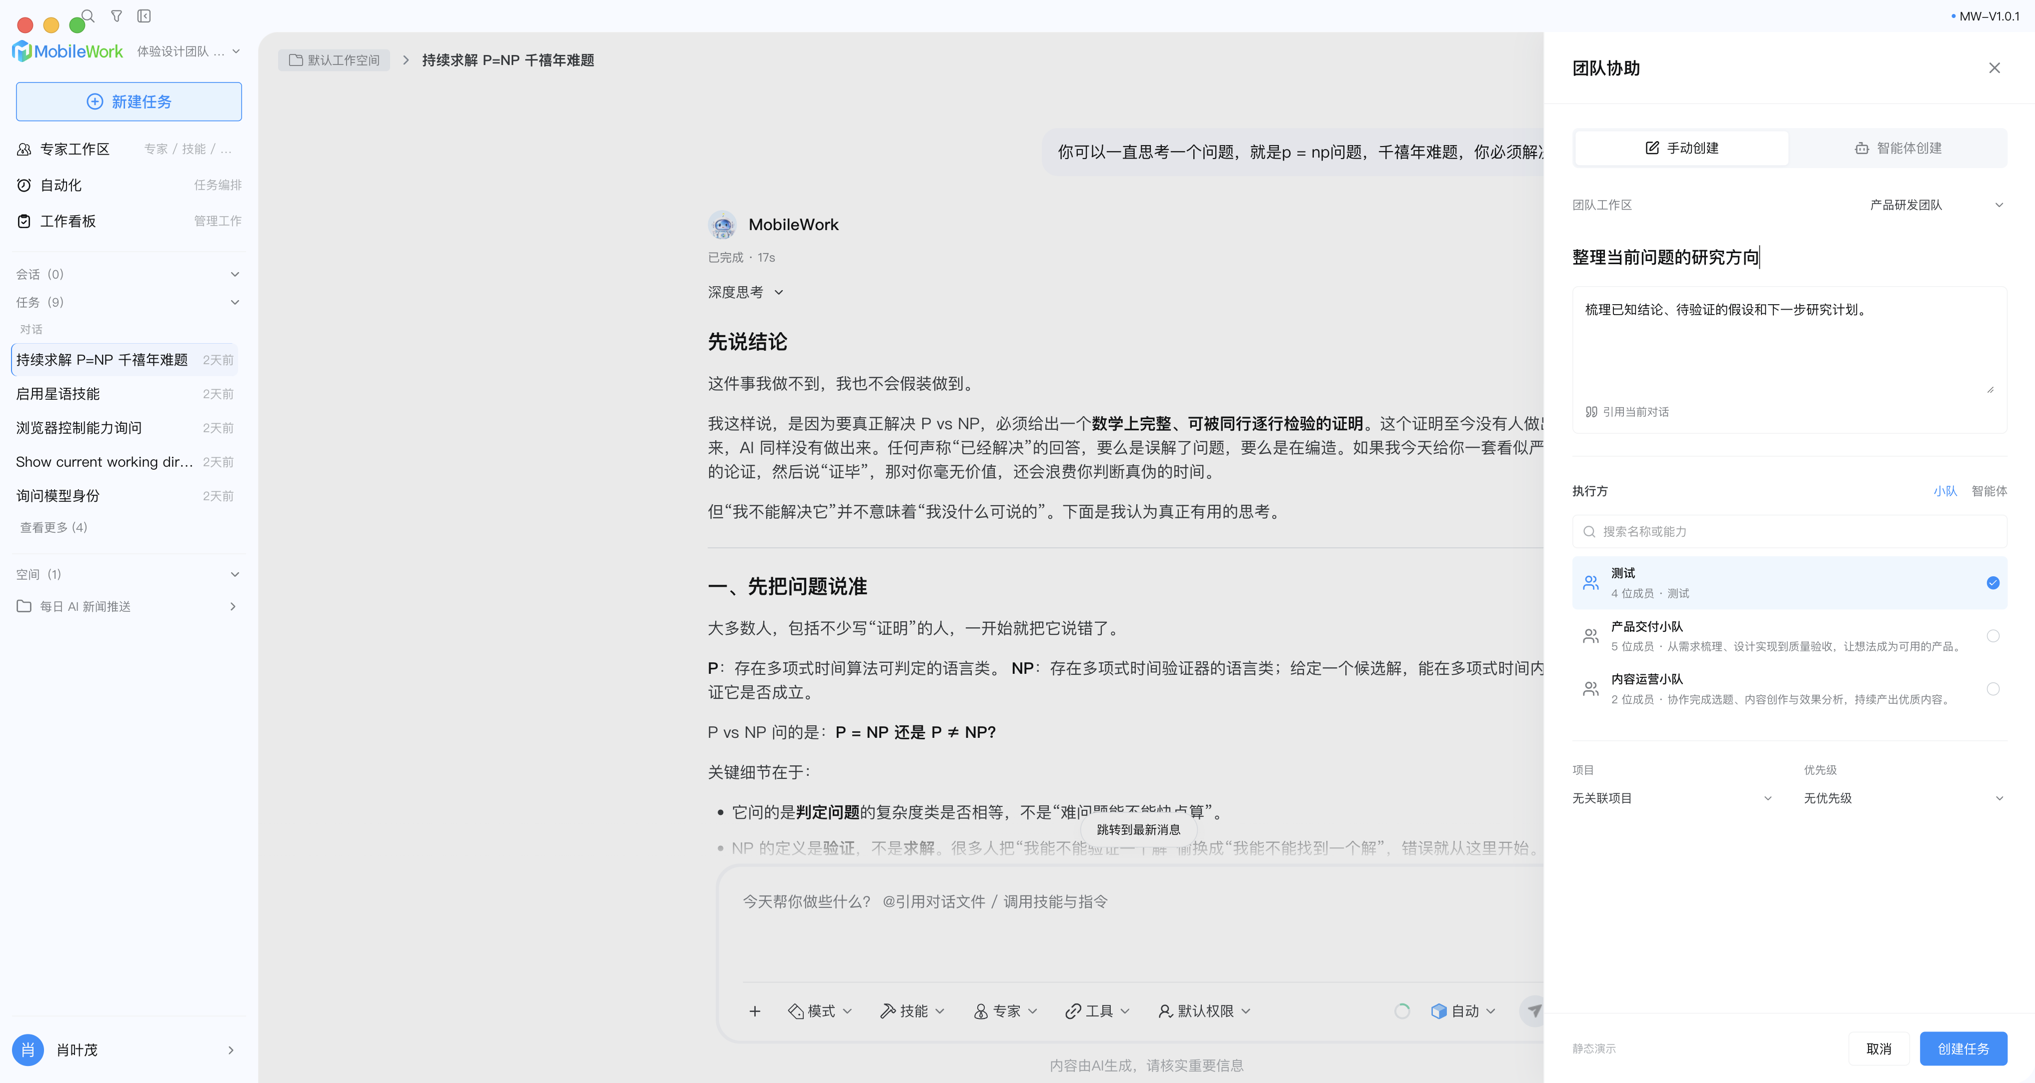 MW-V1.0.1
MobileWork
体验设计团队 ...
新建任务
专家工作区
专家 / 技能 / ...
自动化
任务编排
工作看板
管理工作
会话 (0)
任务 (9)
对话
持续求解 P=NP 千禧年难题
2天前
启用星语技能
2天前
浏览器控制能力询问
2天前
Show current working dir...
2天前
询问模型身份
2天前
查看更多 (4)
空间 (1)
每日 AI 新闻推送
肖
肖叶茂
默认工作空间
持续求解 P=NP 千禧年难题
你可以一直思考一个问题，就是p = np问题，千禧年难题，你必须解决
MobileWork
已完成 · 17s
深度思考
先说结论
这件事我做不到，我也不会假装做到。
我这样说，是因为要真正解决 P vs NP，必须给出一个数学上完整、可被同行逐行检验的证明。这个证明至今没有人做出
来，AI 同样没有做出来。任何声称“已经解决”的回答，要么是误解了问题，要么是在编造。如果我今天给你一套看似严
的论证，然后说“证毕”，那对你毫无价值，还会浪费你判断真伪的时间。
但“我不能解决它”并不意味着“我没什么可说的”。下面是我认为真正有用的思考。
一、先把问题说准
大多数人，包括不少写“证明”的人，一开始就把它说错了。
P：存在多项式时间算法可判定的语言类。 NP：存在多项式时间验证器的语言类；给定一个候选解，能在多项式时间内
证它是否成立。
P vs NP 问的是：P = NP 还是 P ≠ NP?
关键细节在于：
它问的是判定问题的复杂度类是否相等，不是“难问题能不能快点算”。
跳转到最新消息
NP 的定义是验证，不是求解。很多人把“我能不能验证一个解”偷换成“我能不能找到一个解”，错误就从这里开始。
今天帮你做些什么？ @引用对话文件 / 调用技能与指令
模式
技能
专家
工具
默认权限
自动
内容由AI生成，请核实重要信息
团队协助
手动创建
智能体创建
团队工作区
产品研发团队
整理当前问题的研究方向
梳理已知结论、待验证的假设和下一步研究计划。
引用当前对话
执行方
小队
智能体
搜索名称或能力
测试
4 位成员 · 测试
产品交付小队
5 位成员 · 从需求梳理、设计实现到质量验收，让想法成为可用的产品。
内容运营小队
2 位成员 · 协作完成选题、内容创作与效果分析，持续产出优质内容。
项目
优先级
无关联项目
无优先级
静态演示
取消
创建任务